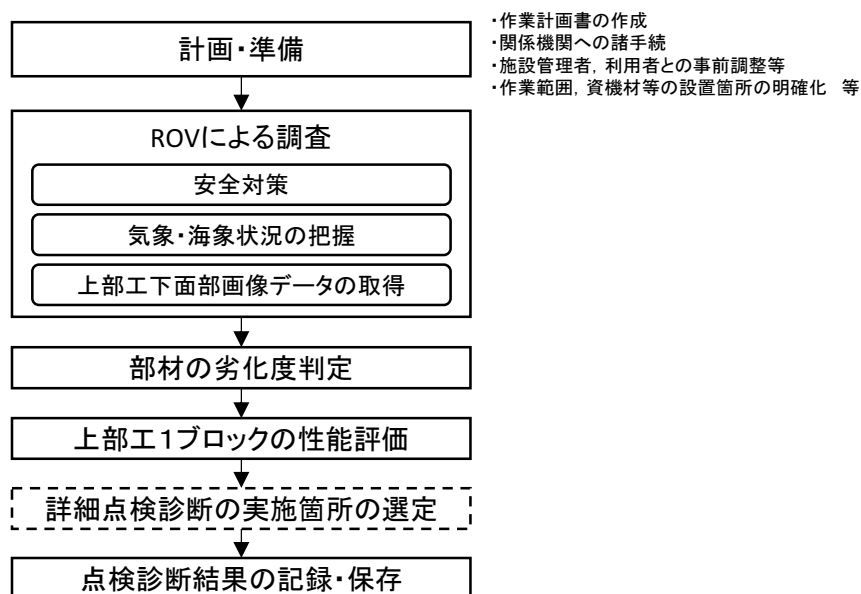 計画・準備
・作業計画書の作成
・関係機関への諸手続
・施設管理者，利用者との事前調整等
・作業範囲，資機材等の設置箇所の明確化　等
ROVによる調査
安全対策
気象・海象状況の把握
上部工下面部画像データの取得
部材の劣化度判定
上部工１ブロックの性能評価
詳細点検診断の実施箇所の選定
点検診断結果の記録・保存